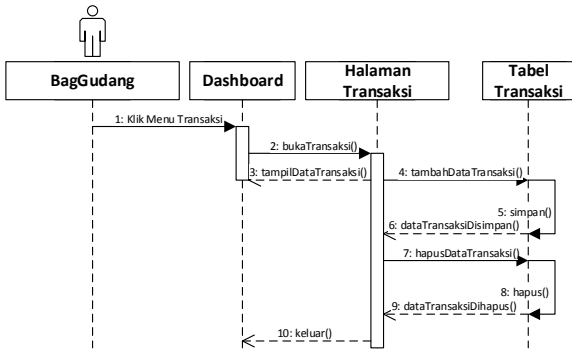 BagGudang
Dashboard
Halaman
Transaksi
Tabel
Transaksi
1: Klik Menu Transaksi
2: bukaTransaksi()
3: tampilDataTransaksi()
4: tambahDataTransaksi()
5: simpan()
6: dataTransaksiDisimpan()
7: hapusDataTransaksi()
8: hapus()
9: dataTransaksiDihapus()
10: keluar()